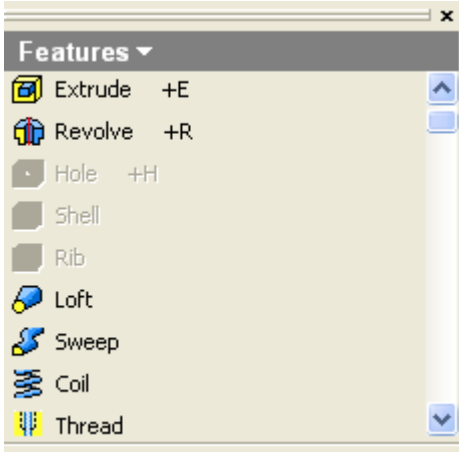 Features
Extrude +E
Revolve +R
Hole +H
Shell
Rib
Loft
Sweep
Coil
Thread